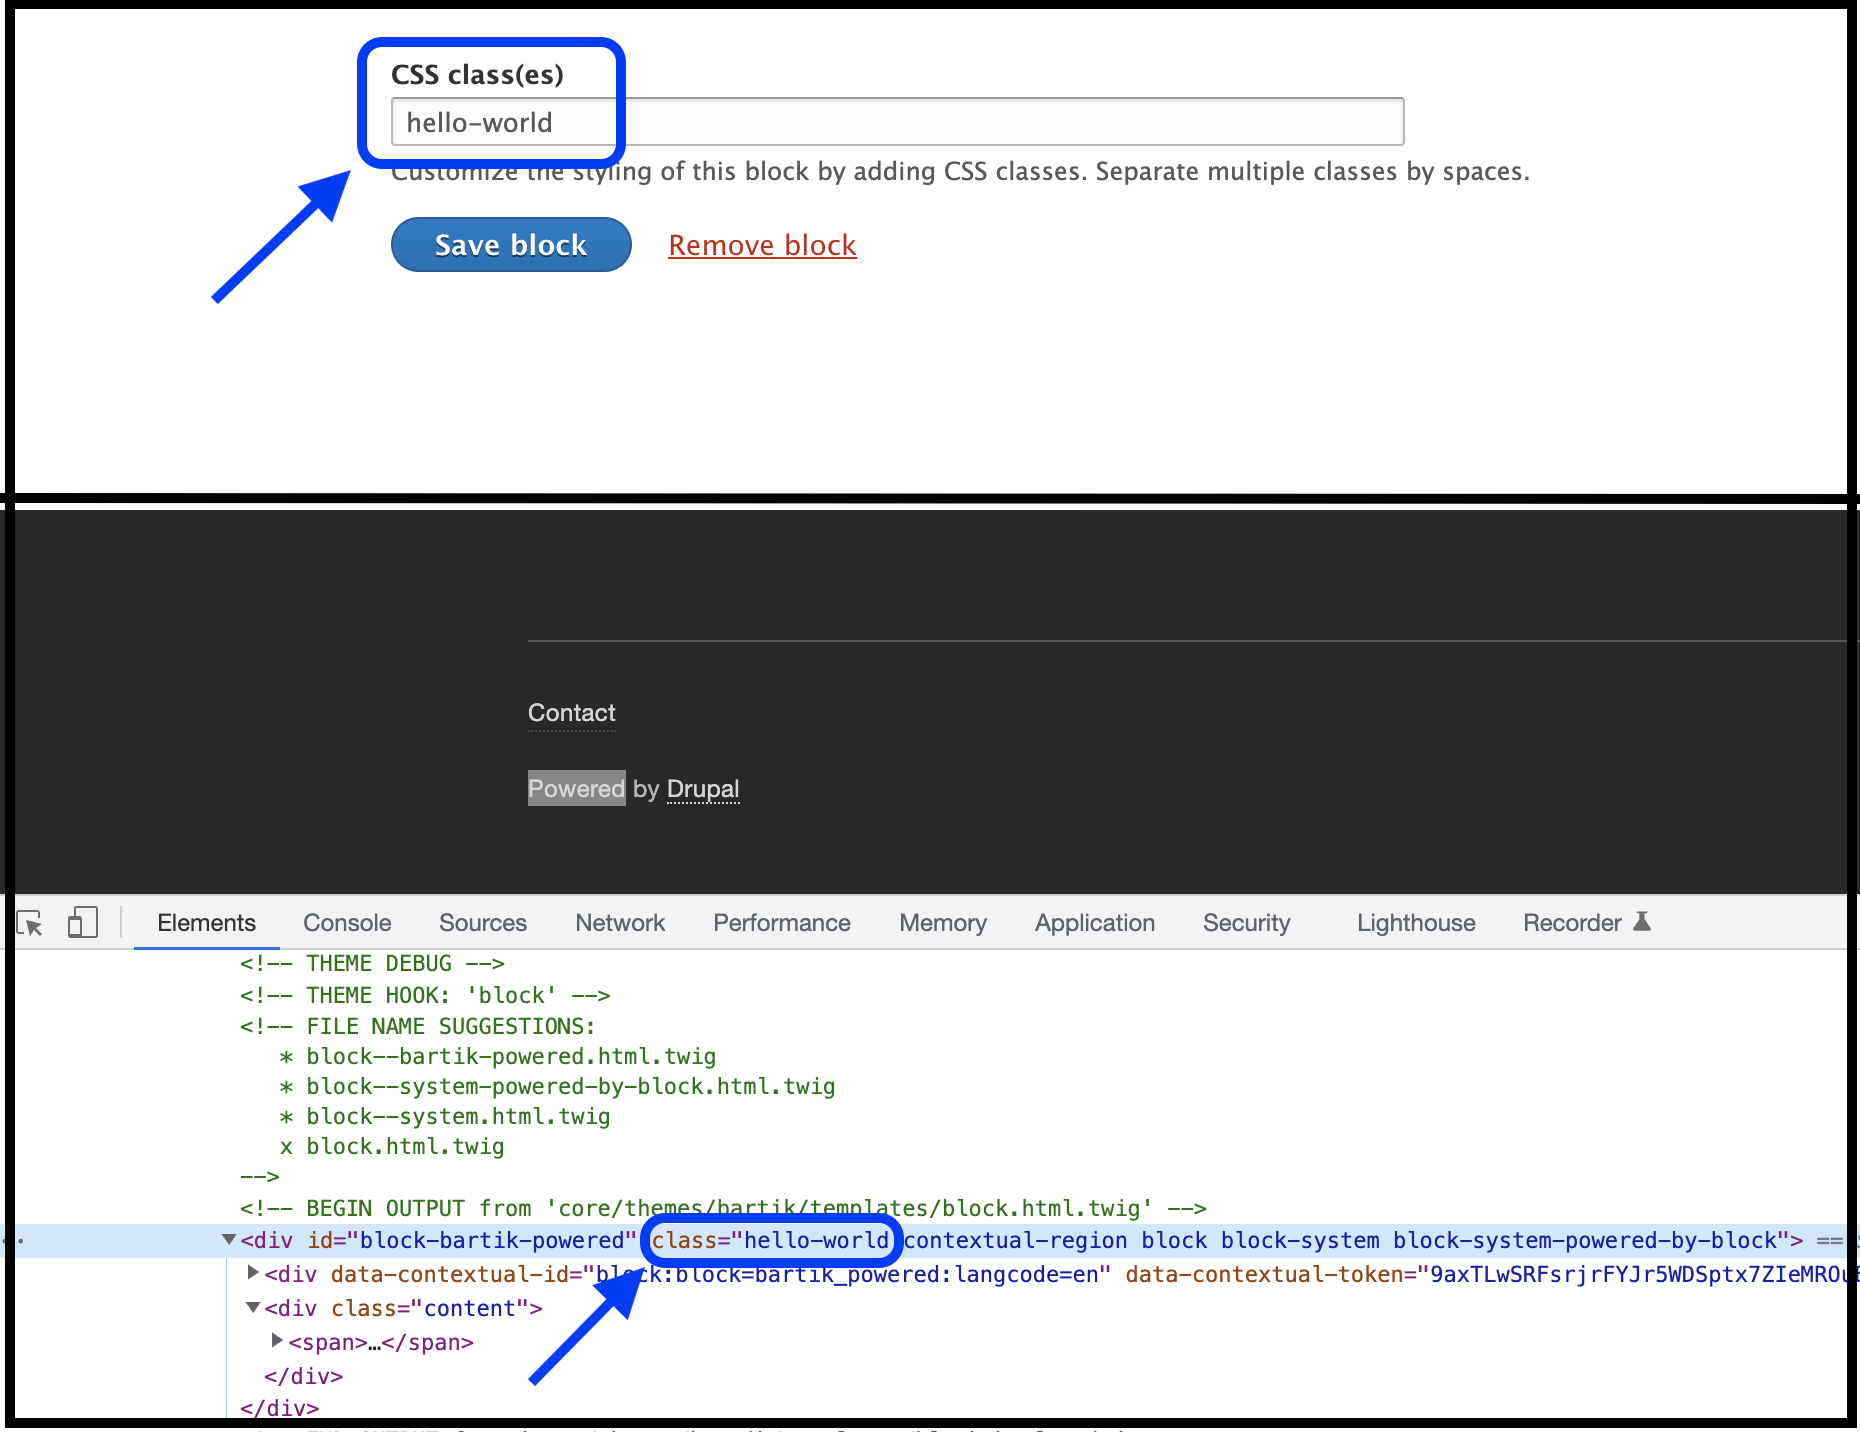 CSS class(es)
hello-world
Customize the styling of this block by adding CSS classes. Separate multiple classes by spaces.
Save block Remove block
Contact
Powered by Drupal
Elements Console Sources Network Performance Memory Application Security Lighthouse Recorder
<!-- THEME DEBUG -->
<!-- THEME HOOK: 'block' -->
<!-- FILE NAME SUGGESTIONS:
* block--bartik-powered.html.twig
* block--system-powered-by-block.html.twig
* block--system.html.twig
x block.html.twig
-->
<!-- BEGIN OUTPUT from 'core/themes/bartik/templates/block.html.twig' -->
<div id="block-bartik-powered" class="hello-world contextual-region block block-system block-system-powered-by-block"> ==
<div data-contextual-id="block:block=bartik_powered:langcode=en" data-contextual-token="9axTLwSRFsrjrFYJr5WDSptx7ZIeMROu
<div class="content">
<span>…</span>
</div>
</div>